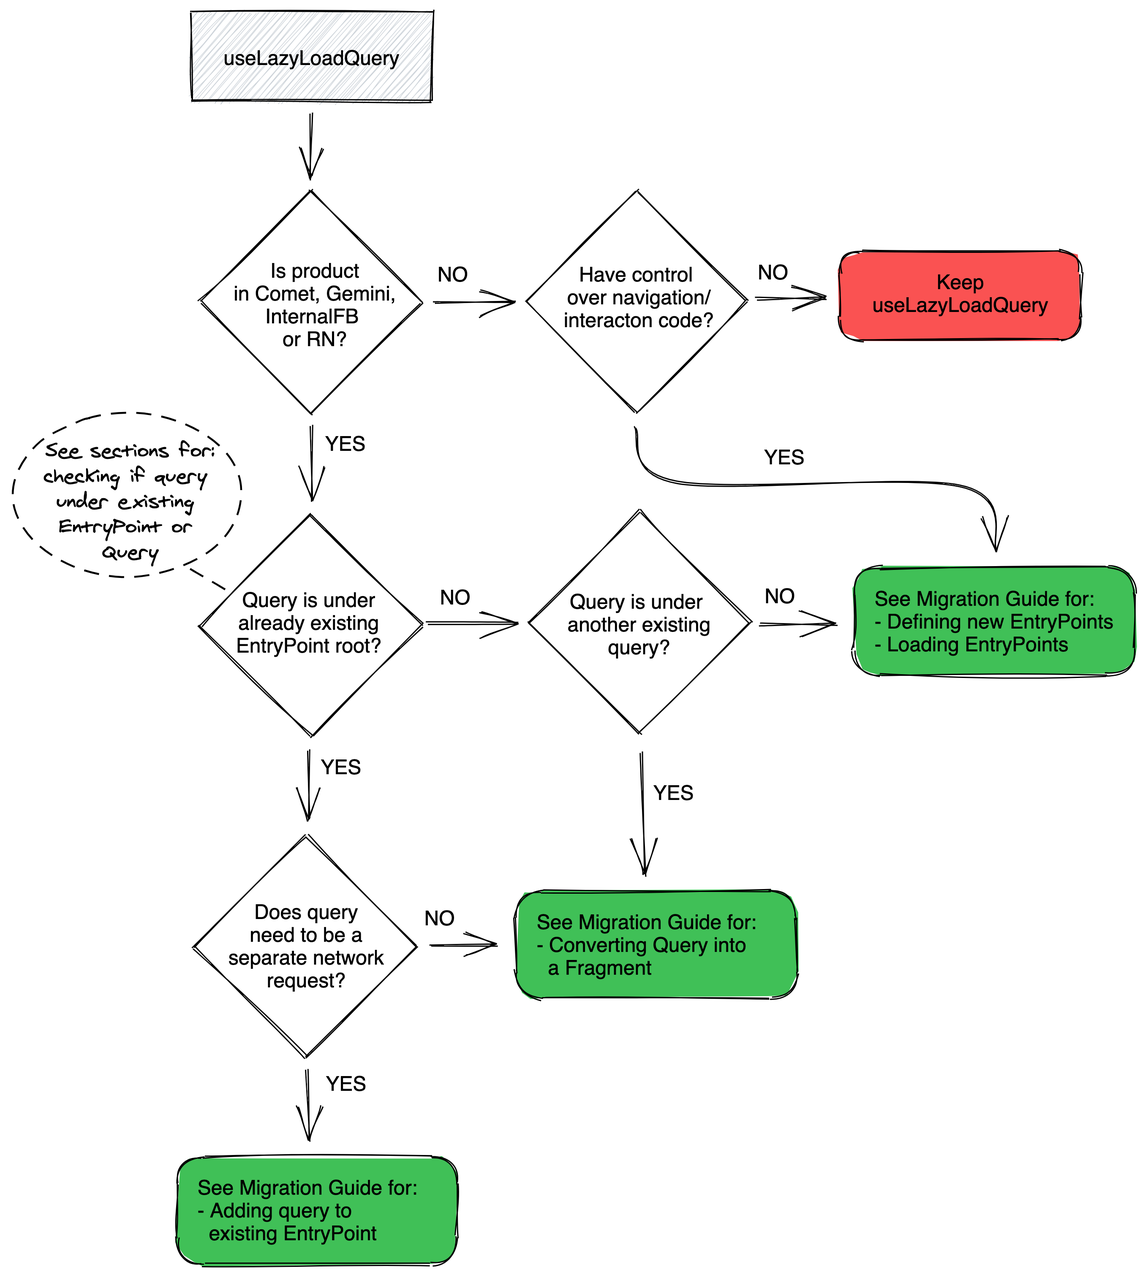 useLazyLoadQuery
Is product
in Comet, Gemini,
InternalFB
or RN?
NO
Have control
over navigation/
interacton code?
NO
Keep
useLazyLoadQuery
YES
YES
See sections for:
checking if query
under existing
EntryPoint or
Query
Query is under
already existing
EntryPoint root?
NO
Query is under
another existing
query?
NO
See Migration Guide for:
- Defining new EntryPoints
- Loading EntryPoints
YES
YES
Does query
need to be a
separate network
request?
NO
See Migration Guide for:
- Converting Query into
a Fragment
YES
See Migration Guide for:
- Adding query to
existing EntryPoint